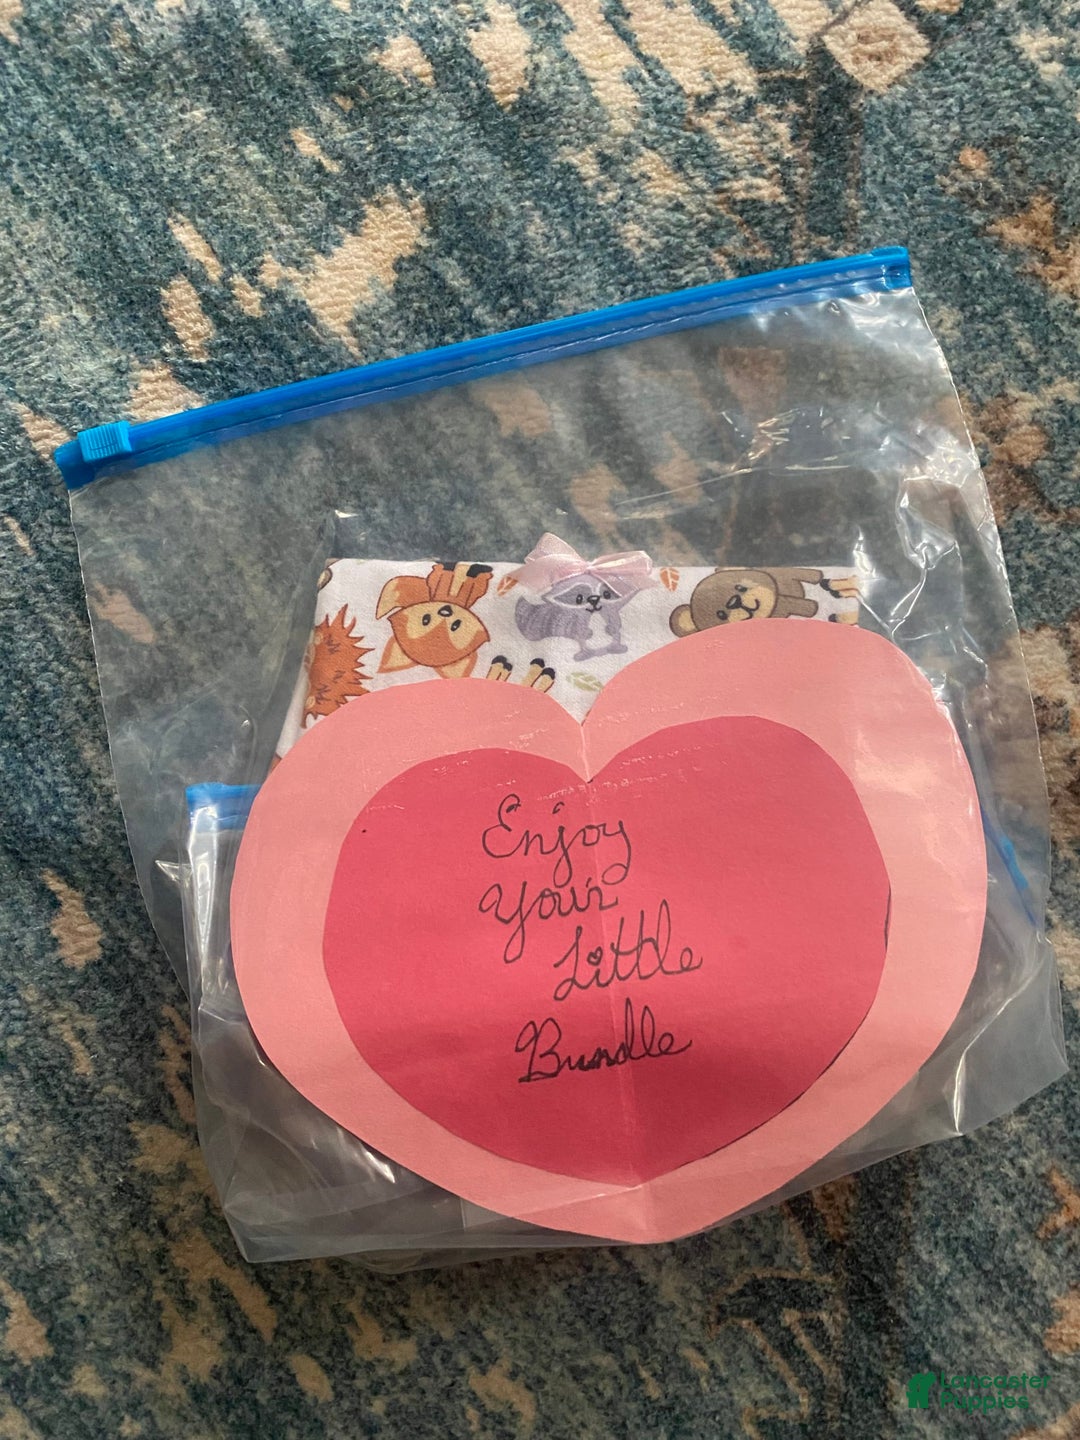 Enjoy
Your
Little
Bundle
Lancaster
Puppies